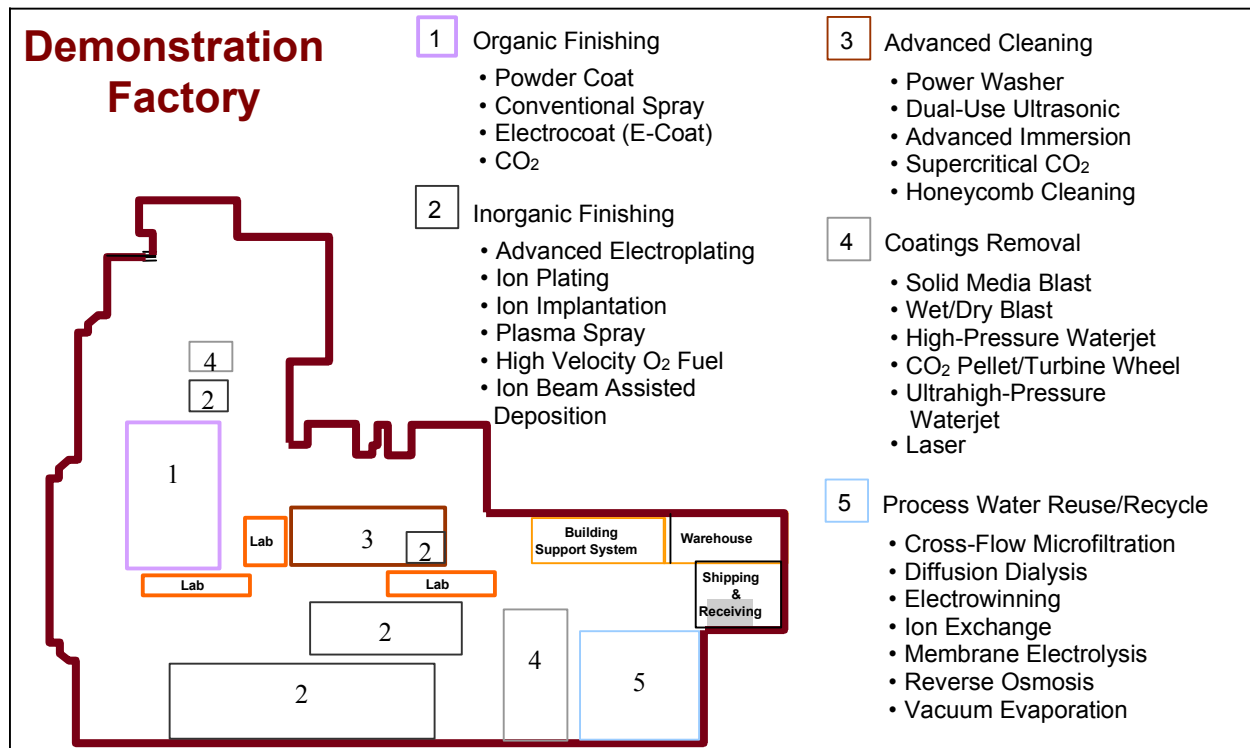 Demonstration
Factory
1 Organic Finishing
• Powder Coat
• Conventional Spray
• Electrocoat (E-Coat)
• CO₂
2 Inorganic Finishing
• Advanced Electroplating
• Ion Plating
• Ion Implantation
• Plasma Spray
• High Velocity O₂ Fuel
• Ion Beam Assisted
Deposition
3 Advanced Cleaning
• Power Washer
• Dual-Use Ultrasonic
• Advanced Immersion
• Supercritical CO₂
• Honeycomb Cleaning
4 Coatings Removal
• Solid Media Blast
• Wet/Dry Blast
• High-Pressure Waterjet
• CO₂ Pellet/Turbine Wheel
• Ultrahigh-Pressure
Waterjet
• Laser
5 Process Water Reuse/Recycle
• Cross-Flow Microfiltration
• Diffusion Dialysis
• Electrowinning
• Ion Exchange
• Membrane Electrolysis
• Reverse Osmosis
• Vacuum Evaporation
4
2
1
Lab
3
2
Building
Support System
Warehouse
Lab
Lab
Shipping
&
Receiving
2
4
5
2